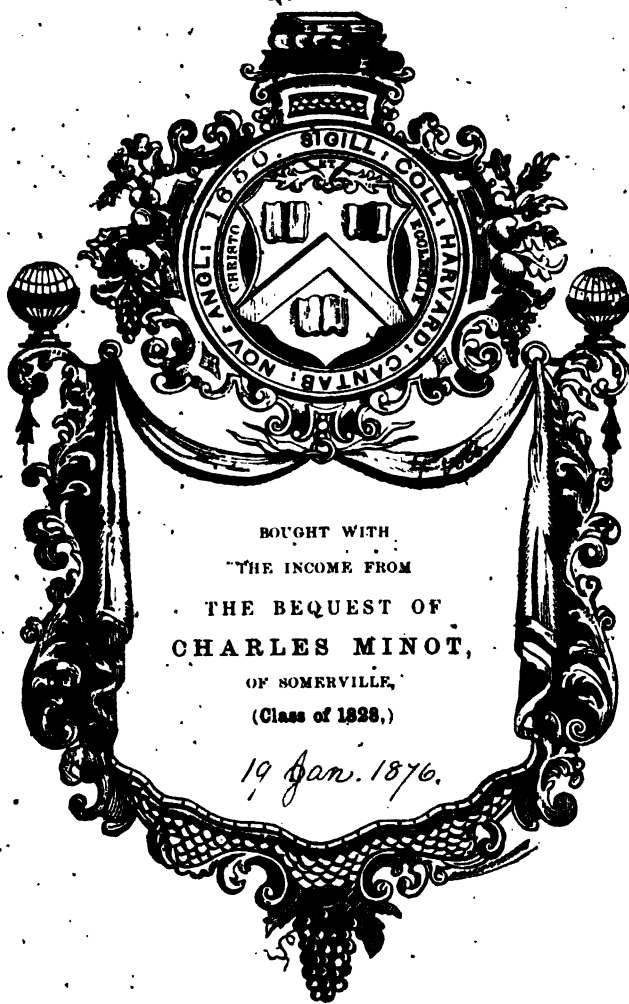 SIGILL: COLL: HARVARD: CANTAB: NOV: ANGL: 1650.
CHRISTO
ET
ECCLESIAE
BOUGHT WITH
THE INCOME FROM
THE BEQUEST OF
CHARLES MINOT,
OF SOMERVILLE,
(Class of 1828,)
19 Jan. 1876.